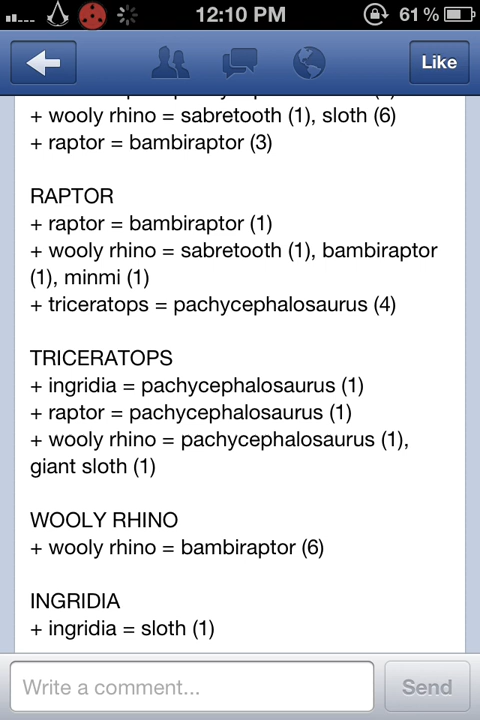 12:10 PM
61%
Like
+ wooly rhino = sabretooth (1), sloth (6)
+ raptor = bambiraptor (3)
RAPTOR
+ raptor = bambiraptor (1)
+ wooly rhino = sabretooth (1), bambiraptor
(1), minmi (1)
+ triceratops = pachycephalosaurus (4)
TRICERATOPS
+ ingridia = pachycephalosaurus (1)
+ raptor = pachycephalosaurus (1)
+ wooly rhino = pachycephalosaurus (1),
giant sloth (1)
WOOLY RHINO
+ wooly rhino = bambiraptor (6)
INGRIDIA
+ ingridia = sloth (1)
Write a comment...
Send